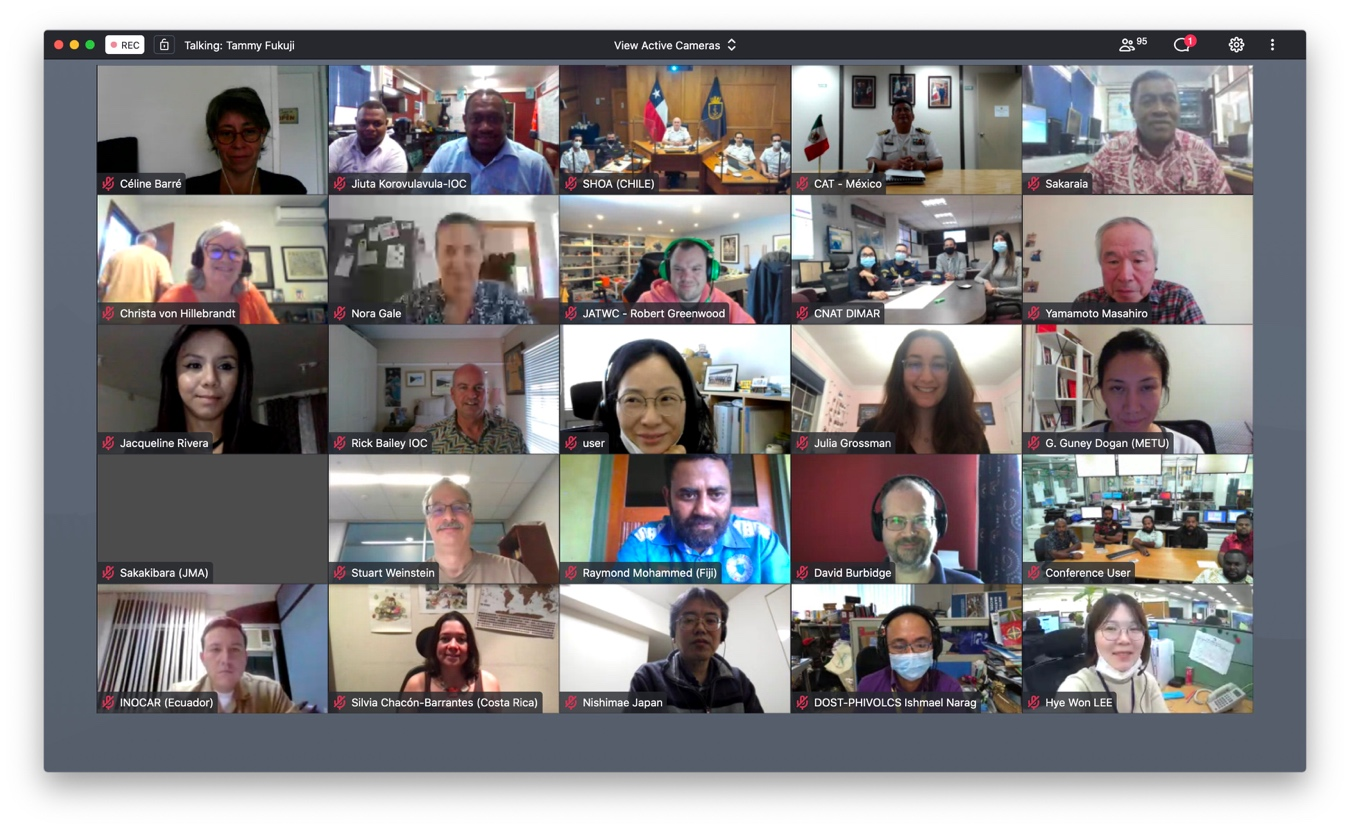 REC
Talking: Tammy Fukuji
View Active Cameras
95
1
Céline Barré
Jiuta Korovulavula-IOC
SHOA (CHILE)
CAT - México
Sakaraia
OPEN
Christa von Hillebrandt
Nora Gale
JATWC - Robert Greenwood
CNAT DIMAR
Yamamoto Masahiro
Jacqueline Rivera
Rick Bailey IOC
user
Julia Grossman
G. Guney Dogan (METU)
Sakakibara (JMA)
Stuart Weinstein
Raymond Mohammed (Fiji)
David Burbidge
Conference User
INOCAR (Ecuador)
Silvia Chacón-Barrantes (Costa Rica)
Nishimae Japan
DOST-PHIVOLCS Ishmael Narag
Hye Won LEE